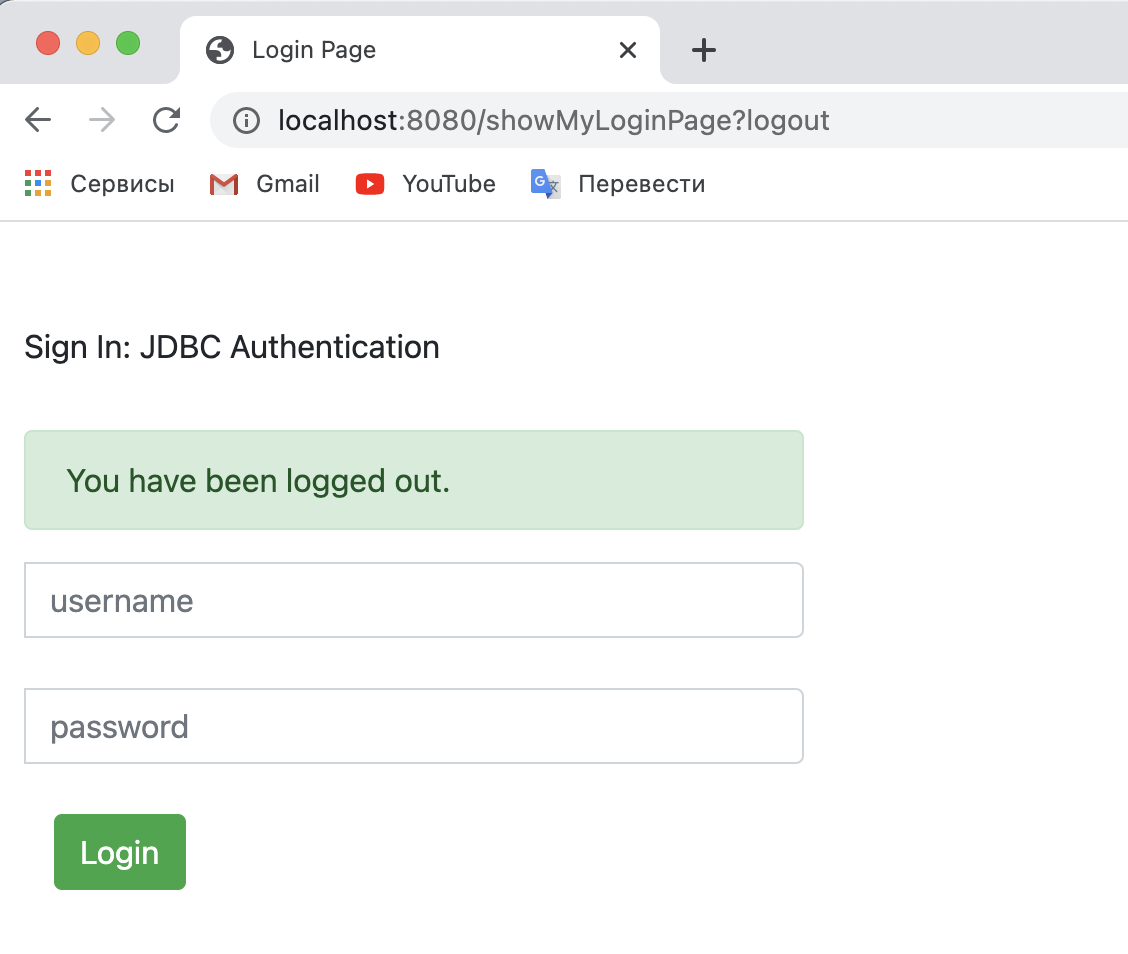 Login Page
localhost:8080/showMyLoginPage?logout
Сервисы Gmail YouTube Перевести
Sign In: JDBC Authentication
You have been logged out.
username
password
Login